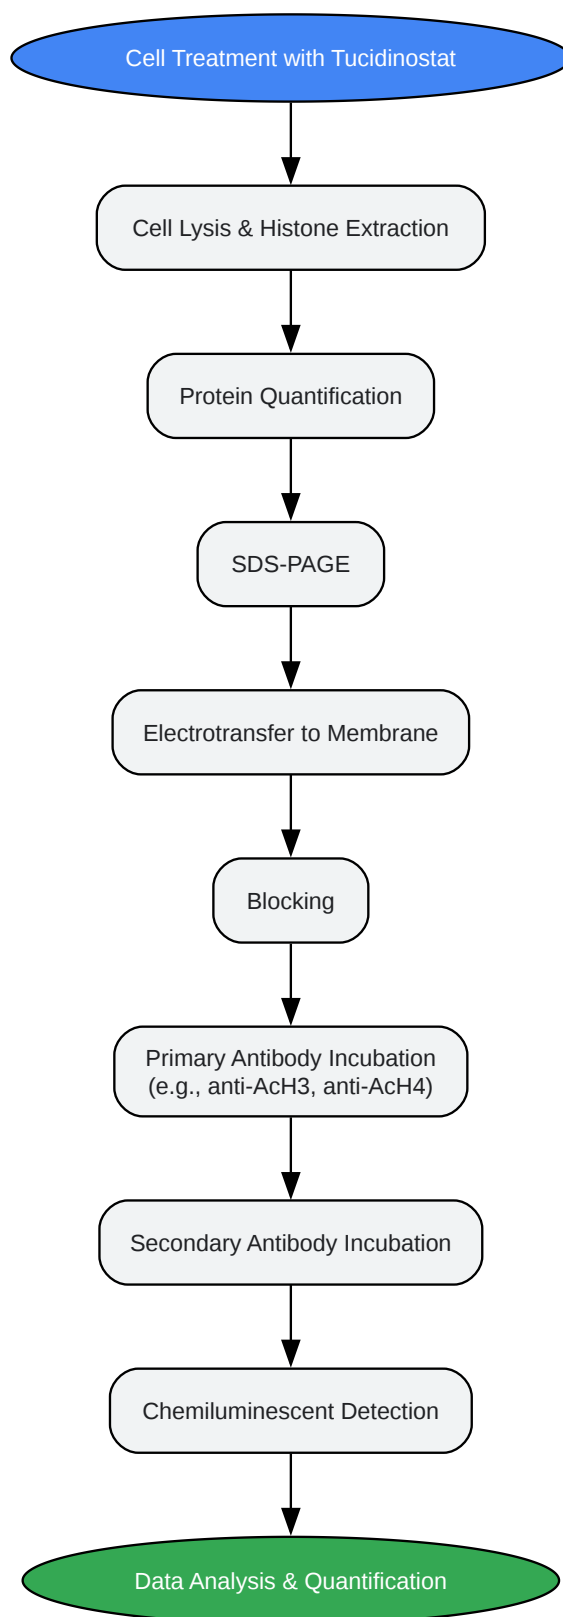 Cell Treatment with Tucidinostat
Cell Lysis & Histone Extraction
Protein Quantification
SDS-PAGE
Electrotransfer to Membrane
Blocking
Primary Antibody Incubation
(e.g., anti-AcH3, anti-AcH4)
Secondary Antibody Incubation
Chemiluminescent Detection
Data Analysis & Quantification